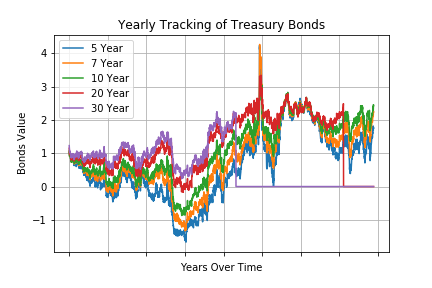 Yearly Tracking of Treasury Bonds
5 Year
7 Year
10 Year
20 Year
30 Year
4
3
2
1
0
−1
Bonds Value
Years Over Time